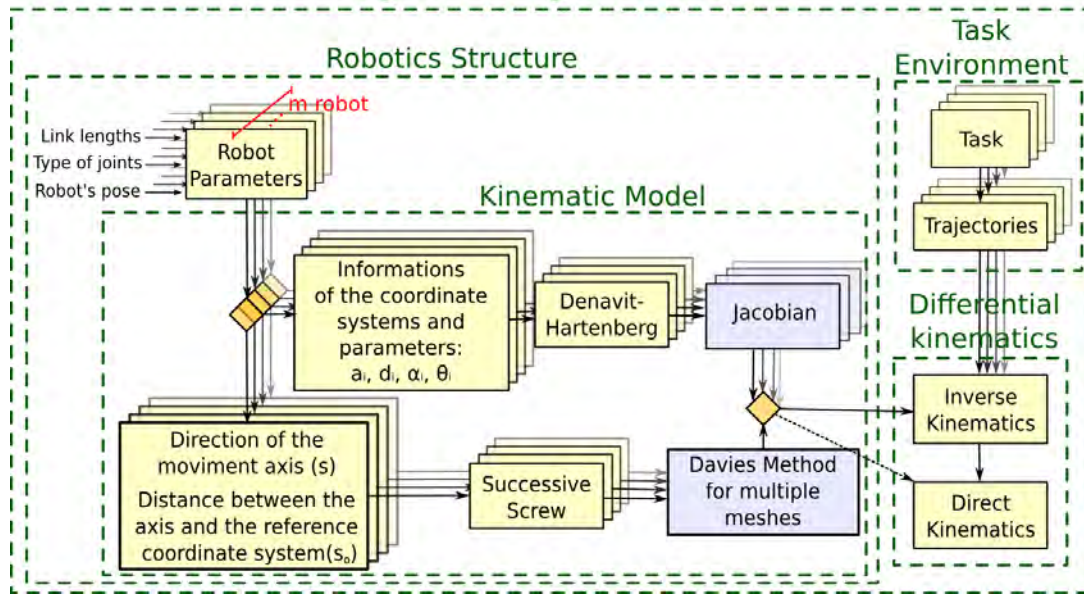 Robotics Structure
Task
Environment
m robot
Link lengths
Type of joints
Robot's pose
Robot
Parameters
Task
Trajectories
Kinematic Model
Informations
of the coordinate
systems and
parameters:
aᵢ, dᵢ, αᵢ, θᵢ
Denavit-
Hartenberg
Jacobian
Differential
kinematics
Inverse
Kinematics
Direct
Kinematics
Direction of the
moviment axis (s)
Distance between the
axis and the reference
coordinate system(sₒ)
Successive
Screw
Davies Method
for multiple
meshes